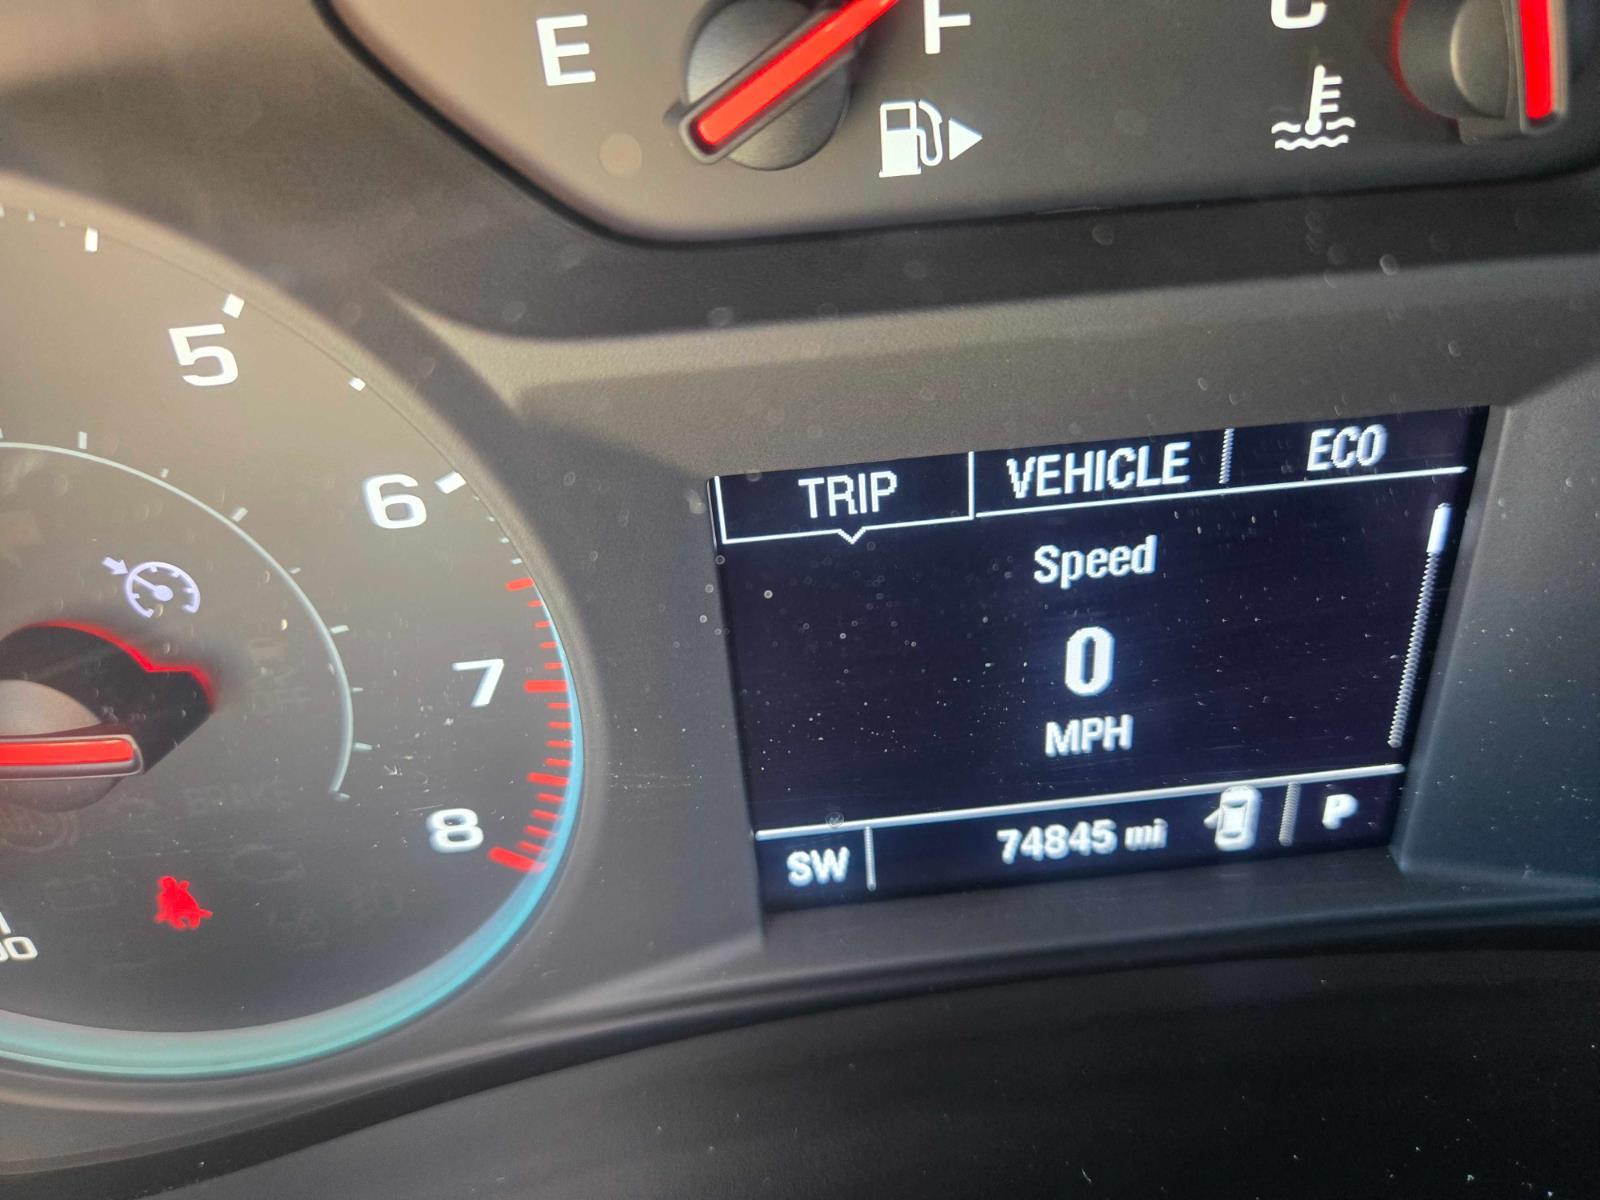 E F C
5
6
7
8
TRIP VEHICLE ECO
Speed
0
MPH
SW 74845 mi P